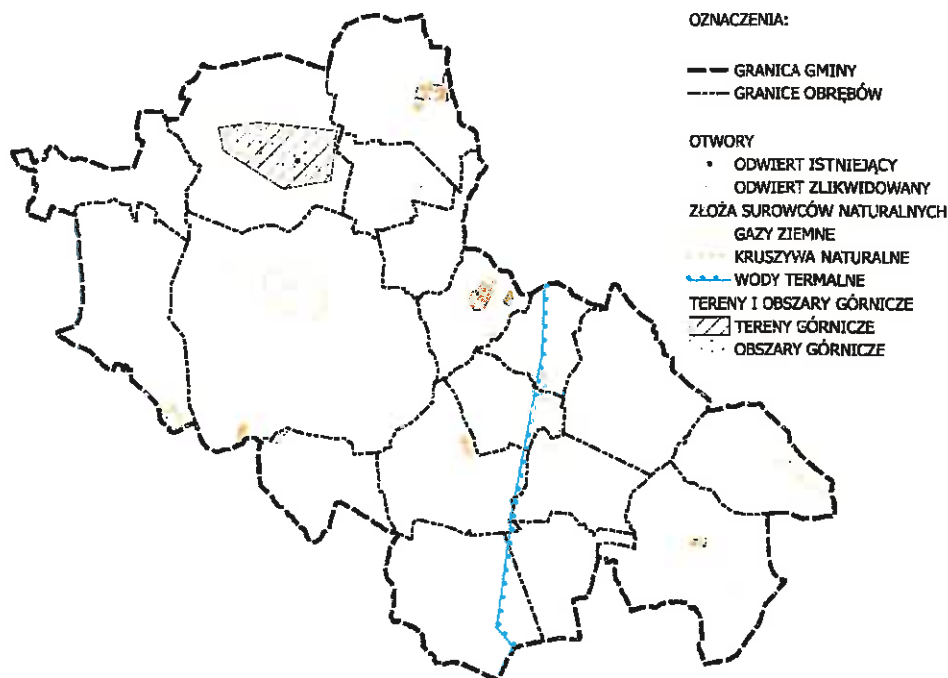 OZNACZENIA:
GRANICA GMINY
GRANICE OBRĘBÓW
OTWORY
ODWIERT ISTNIEJĄCY
ODWIERT ZLIKWIDOWANY
ZŁOŻA SUROWCÓW NATURALNYCH
GAZY ZIEMNE
KRUSZYWA NATURALNE
WODY TERMALNE
TERENY I OBSZARY GÓRNICZE
TERENY GÓRNICZE
OBSZARY GÓRNICZE